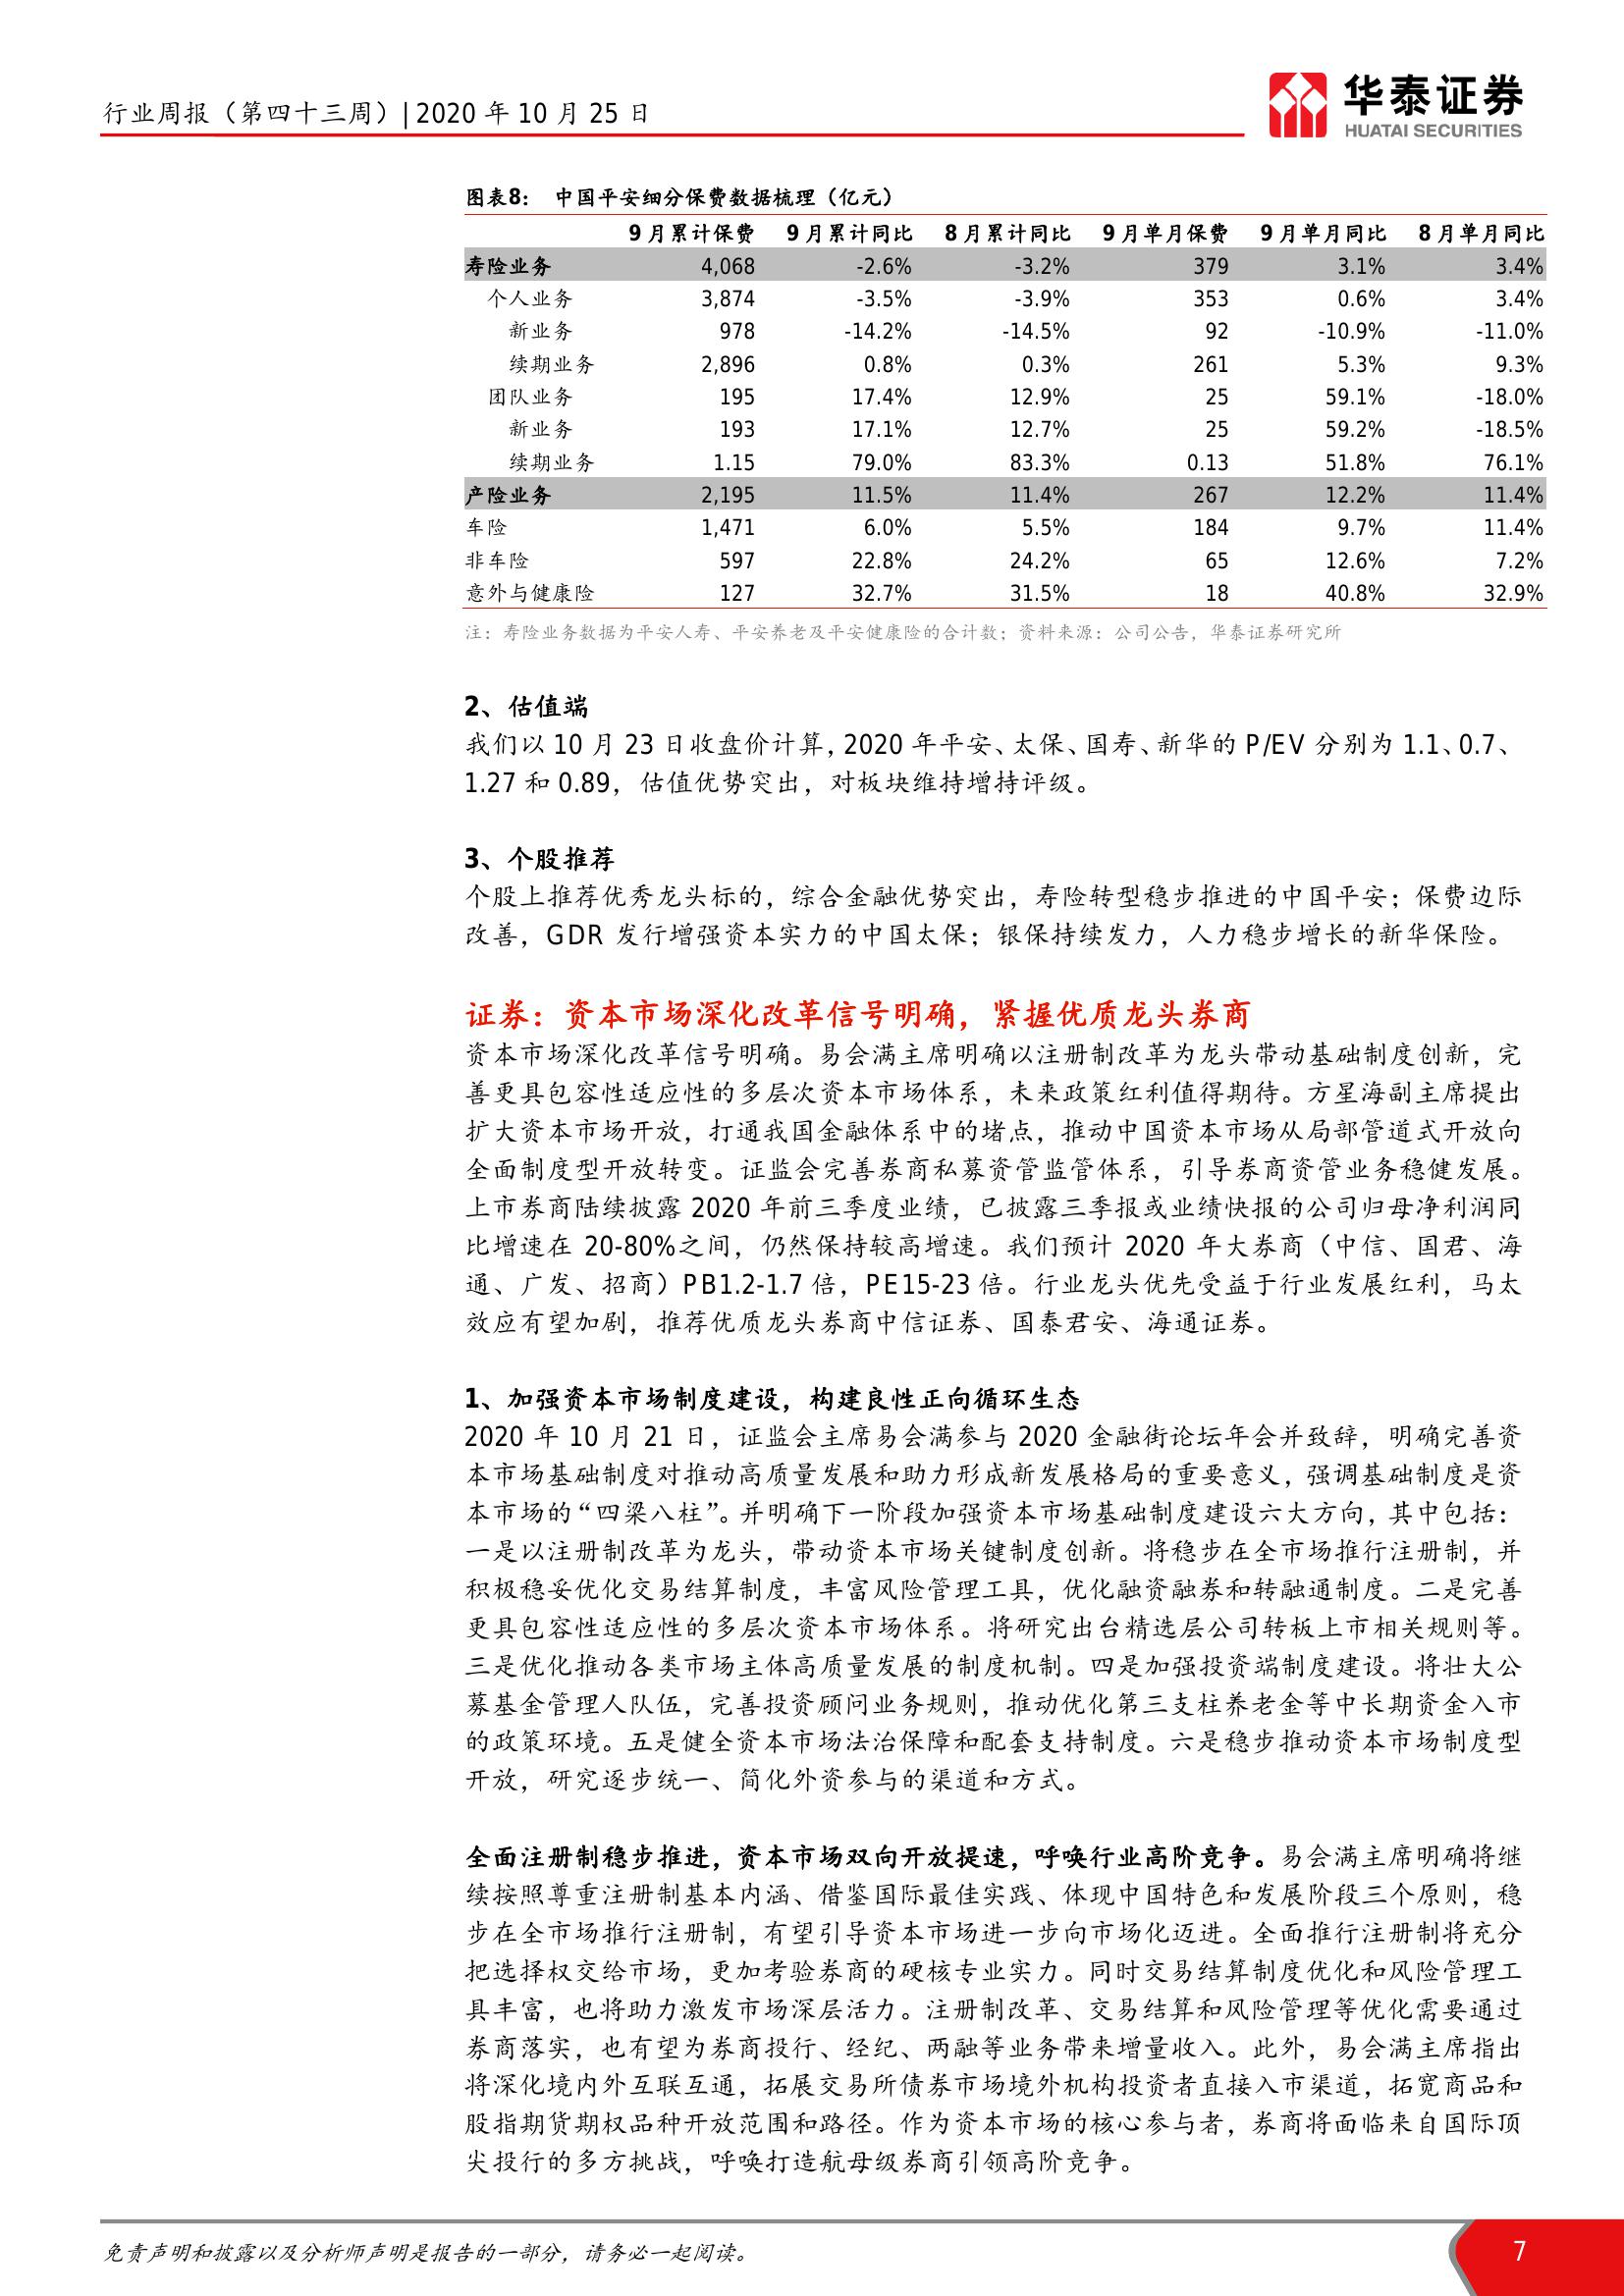 行业周报（第四十三周）|2020 年 10 月 25 日
华泰证券
HUATAI SECURITIES
图表8： 中国平安细分保费数据梳理（亿元）
9 月累计保费 9 月累计同比 8 月累计同比 9 月单月保费 9 月单月同比 8 月单月同比
寿险业务 4,068 -2.6% -3.2% 379 3.1% 3.4%
个人业务 3,874 -3.5% -3.9% 353 0.6% 3.4%
新业务 978 -14.2% -14.5% 92 -10.9% -11.0%
续期业务 2,896 0.8% 0.3% 261 5.3% 9.3%
团队业务 195 17.4% 12.9% 25 59.1% -18.0%
新业务 193 17.1% 12.7% 25 59.2% -18.5%
续期业务 1.15 79.0% 83.3% 0.13 51.8% 76.1%
产险业务 2,195 11.5% 11.4% 267 12.2% 11.4%
车险 1,471 6.0% 5.5% 184 9.7% 11.4%
非车险 597 22.8% 24.2% 65 12.6% 7.2%
意外与健康险 127 32.7% 31.5% 18 40.8% 32.9%
注：寿险业务数据为平安人寿、平安养老及平安健康险的合计数；资料来源：公司公告，华泰证券研究所
2、估值端
我们以 10 月 23 日收盘价计算，2020 年平安、太保、国寿、新华的 P/EV 分别为 1.1、0.7、
1.27 和 0.89，估值优势突出，对板块维持增持评级。
3、个股推荐
个股上推荐优秀龙头标的，综合金融优势突出，寿险转型稳步推进的中国平安；保费边际
改善，GDR 发行增强资本实力的中国太保；银保持续发力，人力稳步增长的新华保险。
证券：资本市场深化改革信号明确，紧握优质龙头券商
资本市场深化改革信号明确。易会满主席明确以注册制改革为龙头带动基础制度创新，完
善更具包容性适应性的多层次资本市场体系，未来政策红利值得期待。方星海副主席提出
扩大资本市场开放，打通我国金融体系中的堵点，推动中国资本市场从局部管道式开放向
全面制度型开放转变。证监会完善券商私募资管监管体系，引导券商资管业务稳健发展。
上市券商陆续披露 2020 年前三季度业绩，已披露三季报或业绩快报的公司归母净利润同
比增速在 20-80%之间，仍然保持较高增速。我们预计 2020 年大券商（中信、国君、海
通、广发、招商）PB1.2-1.7 倍，PE15-23 倍。行业龙头优先受益于行业发展红利，马太
效应有望加剧，推荐优质龙头券商中信证券、国泰君安、海通证券。
1、加强资本市场制度建设，构建良性正向循环生态
2020 年 10 月 21 日，证监会主席易会满参与 2020 金融街论坛年会并致辞，明确完善资
本市场基础制度对推动高质量发展和助力形成新发展格局的重要意义，强调基础制度是资
本市场的“四梁八柱”。并明确下一阶段加强资本市场基础制度建设六大方向，其中包括：
一是以注册制改革为龙头，带动资本市场关键制度创新。将稳步在全市场推行注册制，并
积极稳妥优化交易结算制度，丰富风险管理工具，优化融资融券和转融通制度。二是完善
更具包容性适应性的多层次资本市场体系。将研究出台精选层公司转板上市相关规则等。
三是优化推动各类市场主体高质量发展的制度机制。四是加强投资端制度建设。将壮大公
募基金管理人队伍，完善投资顾问业务规则，推动优化第三支柱养老金等中长期资金入市
的政策环境。五是健全资本市场法治保障和配套支持制度。六是稳步推动资本市场制度型
开放，研究逐步统一、简化外资参与的渠道和方式。
全面注册制稳步推进，资本市场双向开放提速，呼唤行业高阶竞争。易会满主席明确将继
续按照尊重注册制基本内涵、借鉴国际最佳实践、体现中国特色和发展阶段三个原则，稳
步在全市场推行注册制，有望引导资本市场进一步向市场化迈进。全面推行注册制将充分
把选择权交给市场，更加考验券商的硬核专业实力。同时交易结算制度优化和风险管理工
具丰富，也将助力激发市场深层活力。注册制改革、交易结算和风险管理等优化需要通过
券商落实，也有望为券商投行、经纪、两融等业务带来增量收入。此外，易会满主席指出
将深化境内外互联互通，拓展交易所债券市场境外机构投资者直接入市渠道，拓宽商品和
股指期货期权品种开放范围和路径。作为资本市场的核心参与者，券商将面临来自国际顶
尖投行的多方挑战，呼唤打造航母级券商引领高阶竞争。
免责声明和披露以及分析师声明是报告的一部分，请务必一起阅读。
7